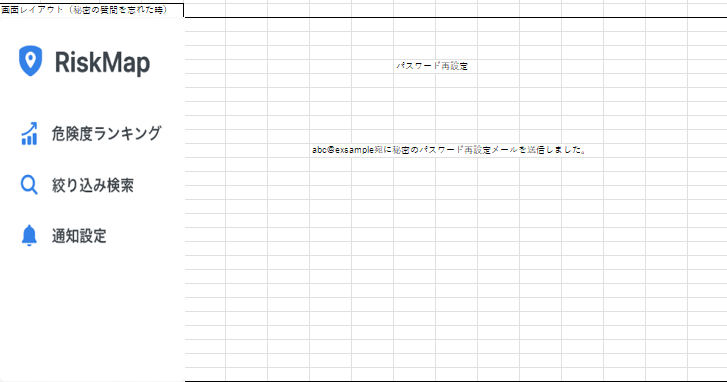 画面レイアウト（秘密の質問を忘れた時）
RiskMap
パスワード再設定
危険度ランキング
abc@exsample宛に秘密のパスワード再設定メールを送信しました。
絞り込み検索
通知設定